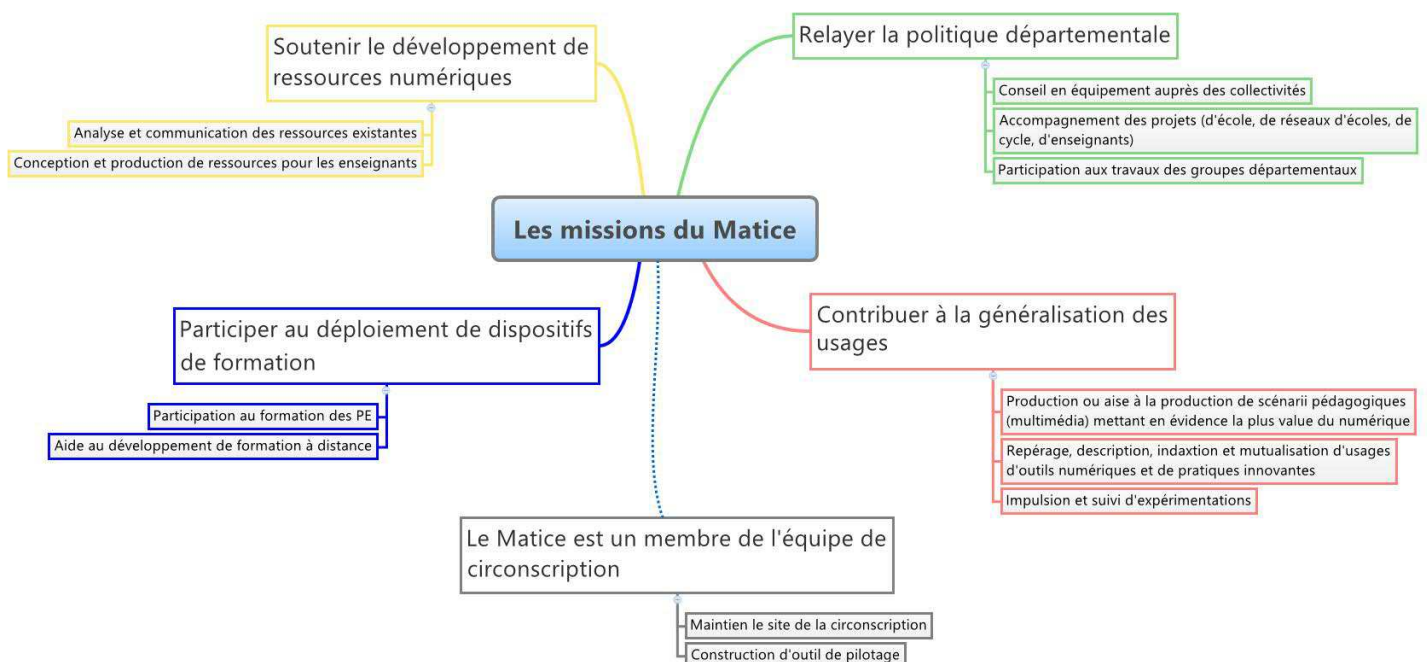 Soutenir le développement de
ressources numériques
Analyse et communication des ressources existantes
Conception et production de ressources pour les enseignants
Relayer la politique départementale
Conseil en équipement auprès des collectivités
Accompagnement des projets (d'école, de réseaux d'écoles, de
cycle, d'enseignants)
Participation aux travaux des groupes départementaux
Les missions du Matice
Participer au déploiement de dispositifs
de formation
Participation au formation des PE
Aide au développement de formation à distance
Contribuer à la généralisation des
usages
Production ou aise à la production de scénarii pédagogiques
(multimédia) mettant en évidence la plus value du numérique
Repérage, description, indaxtion et mutualisation d'usages
d'outils numériques et de pratiques innovantes
Impulsion et suivi d'expérimentations
Le Matice est un membre de l'équipe de
circonscription
Maintien le site de la circonscription
Construction d'outil de pilotage